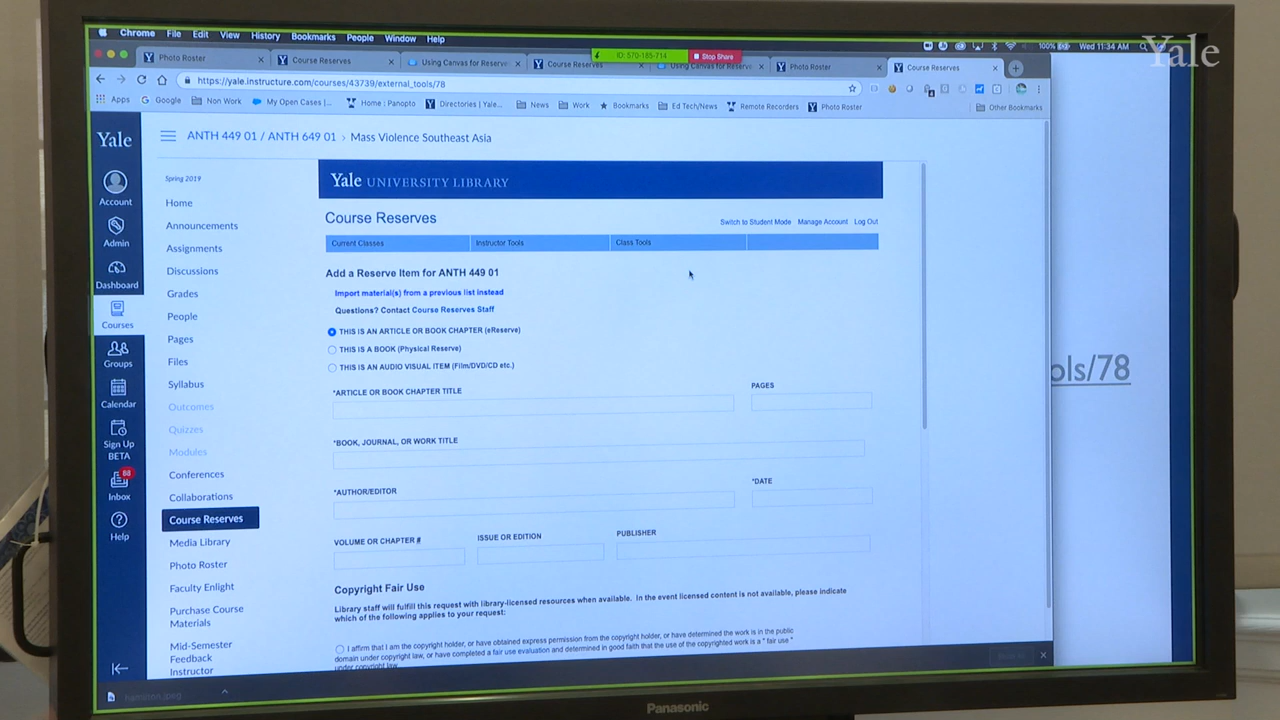 Chrome File Edit View History Bookmarks People Window Help
100% Wed 11:34 AM
Yale
Photo Roster
Course Reserves
Using Canvas for Reserve
Course Reserves
ID: 570-185-714
Stop Share
Using Canvas for Reserve
Photo Roster
Course Reserves
https://yale.instructure.com/courses/43739/external_tools/78
Apps Google Non Work My Open Cases |... Home : Panopto Directories | Yale... News Work Bookmarks Ed Tech/News Remote Recorders Photo Roster Other Bookmarks
Yale
Account
Admin
Dashboard
Courses
Groups
Calendar
Sign Up
BETA
68
Inbox
Help
ANTH 449 01 / ANTH 649 01 › Mass Violence Southeast Asia
Spring 2019
Home
Announcements
Assignments
Discussions
Grades
People
Pages
Files
Syllabus
Outcomes
Quizzes
Modules
Conferences
Collaborations
Course Reserves
Media Library
Photo Roster
Faculty Enlight
Purchase Course
Materials
Mid-Semester
Feedback
Instructor
Yale UNIVERSITY LIBRARY
Course Reserves
Switch to Student Mode Manage Account Log Out
Current Classes Instructor Tools Class Tools
Add a Reserve Item for ANTH 449 01
Import material(s) from a previous list instead
Questions? Contact Course Reserves Staff
THIS IS AN ARTICLE OR BOOK CHAPTER (eReserve)
THIS IS A BOOK (Physical Reserve)
THIS IS AN AUDIO VISUAL ITEM (Film/DVD/CD etc.)
*ARTICLE OR BOOK CHAPTER TITLE PAGES
*BOOK, JOURNAL, OR WORK TITLE
*AUTHOR/EDITOR *DATE
VOLUME OR CHAPTER # ISSUE OR EDITION PUBLISHER
Copyright Fair Use
Library staff will fulfill this request with library-licensed resources when available. In the event licensed content is not available, please indicate
which of the following applies to your request:
I affirm that I am the copyright holder, or have obtained express permission from the copyright holder, or have determined the work is in the public
domain under copyright law, or have completed a fair use evaluation and determined in good faith that the use of the copyrighted work is a " fair use "
under copyright law
ols/78
Panasonic